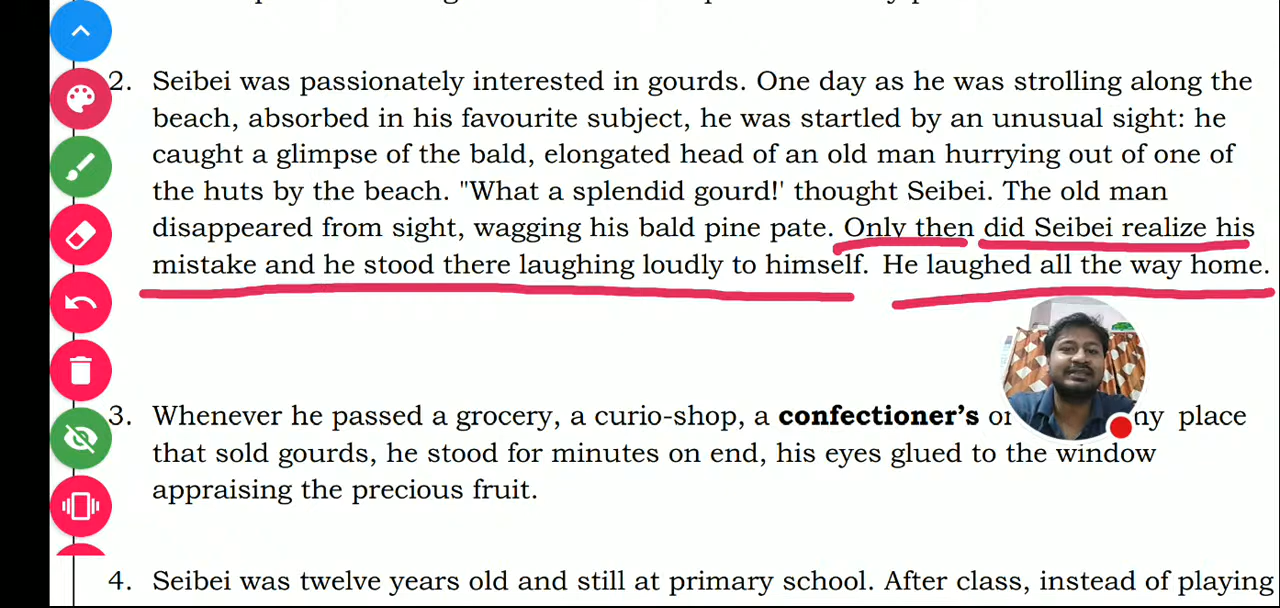 2. Seibei was passionately interested in gourds. One day as he was strolling along the
beach, absorbed in his favourite subject, he was startled by an unusual sight: he
caught a glimpse of the bald, elongated head of an old man hurrying out of one of
the huts by the beach. "What a splendid gourd!' thought Seibei. The old man
disappeared from sight, wagging his bald pine pate. Only then did Seibei realize his
mistake and he stood there laughing loudly to himself. He laughed all the way home.
3. Whenever he passed a grocery, a curio-shop, a confectioner's place
that sold gourds, he stood for minutes on end, his eyes glued to the window
appraising the precious fruit.
4. Seibei was twelve years old and still at primary school. After class, instead of playing